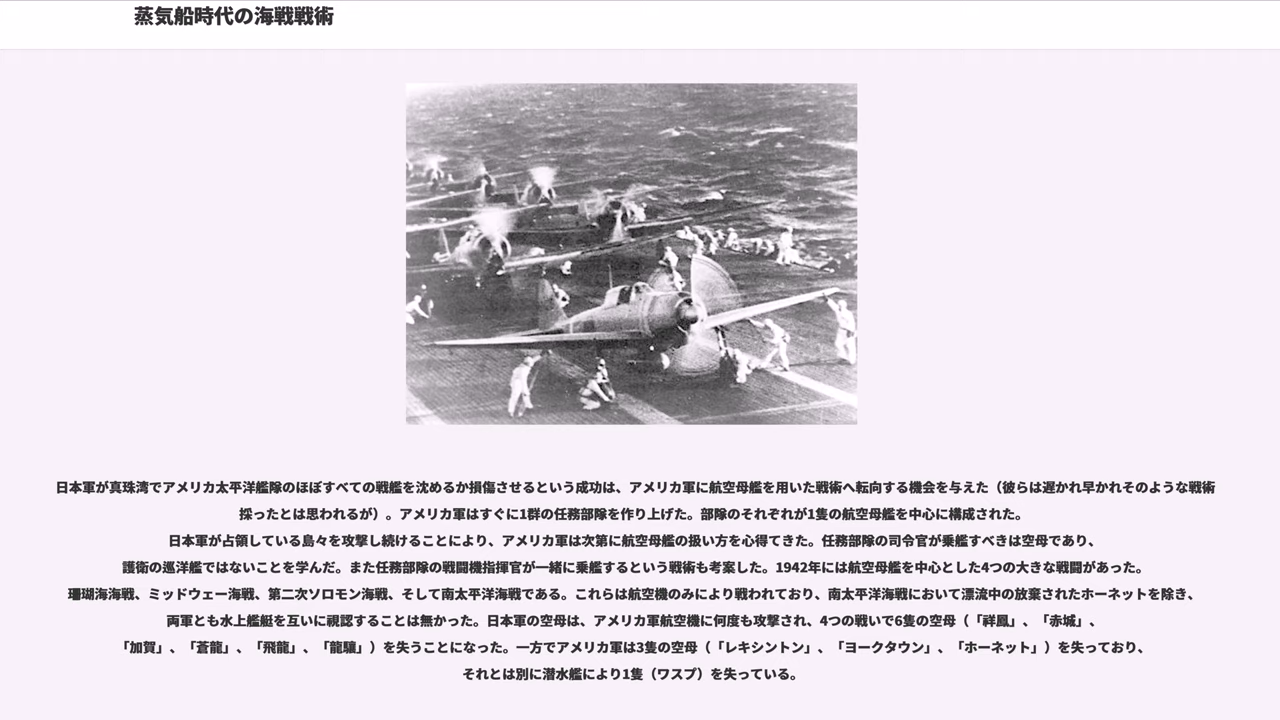 蒸気船時代の海戦戦術
日本軍が真珠湾でアメリカ太平洋艦隊のほぼすべての戦艦を沈めるか損傷させるという成功は、アメリカ軍に航空母艦を用いた戦術へ転向する機会を与えた（彼らは遅かれ早かれそのような戦術
採ったとは思われるが）。アメリカ軍はすぐに1群の任務部隊を作り上げた。部隊のそれぞれが1隻の航空母艦を中心に構成された。
日本軍が占領している島々を攻撃し続けることにより、アメリカ軍は次第に航空母艦の扱い方を心得てきた。任務部隊の司令官が乗艦すべきは空母であり、
護衛の巡洋艦ではないことを学んだ。また任務部隊の戦闘機指揮官が一緒に乗艦するという戦術も考案した。1942年には航空母艦を中心とした4つの大きな戦闘があった。
珊瑚海海戦、ミッドウェー海戦、第二次ソロモン海戦、そして南太平洋海戦である。これらは航空機のみにより戦われており、南太平洋海戦において漂流中の放棄されたホーネットを除き、
両軍とも水上艦艇を互いに視認することは無かった。日本軍の空母は、アメリカ軍航空機に何度も攻撃され、4つの戦いで6隻の空母（「祥鳳」、「赤城」、
「加賀」、「蒼龍」、「飛龍」、「龍驤」）を失うことになった。一方でアメリカ軍は3隻の空母（「レキシントン」、「ヨークタウン」、「ホーネット」）を失っており、
それとは別に潜水艦により1隻（ワスプ）を失っている。